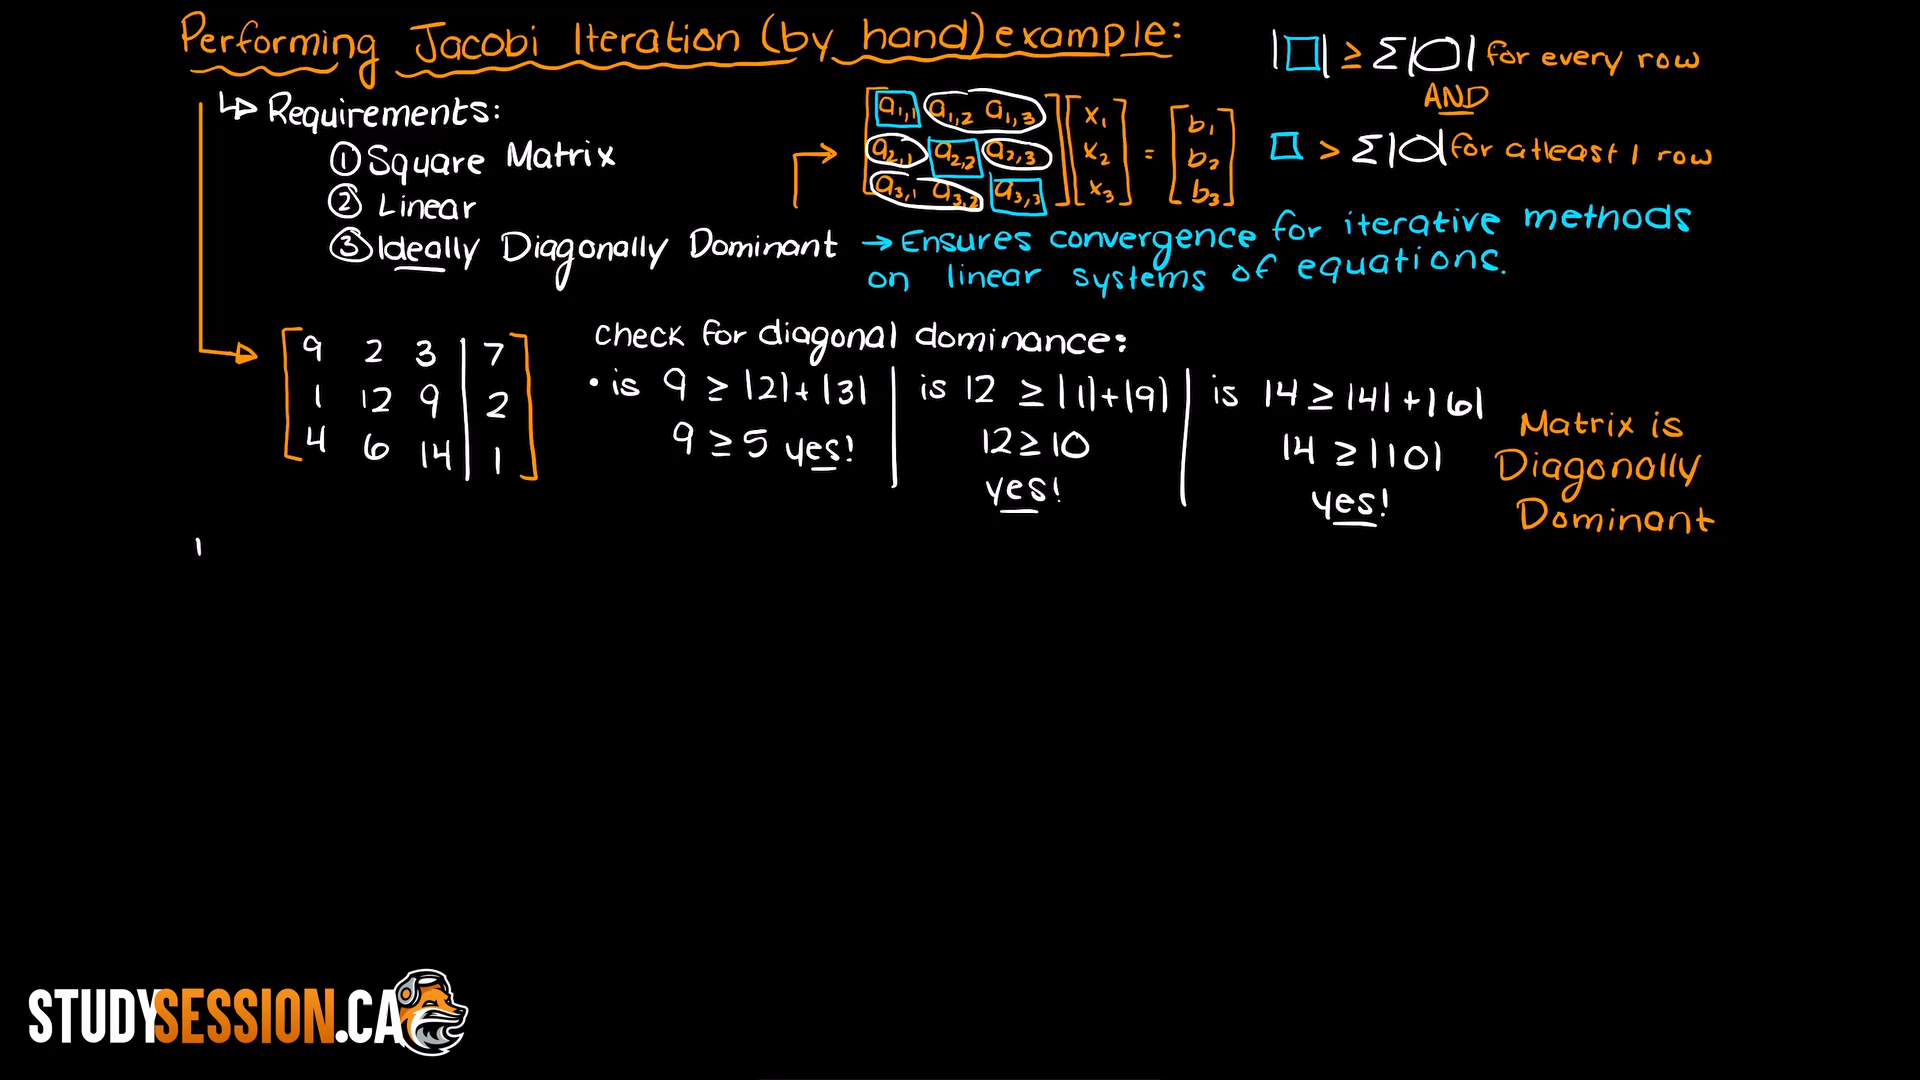 Performing Jacobi Iteration (by hand) example:
↳ Requirements:
① Square Matrix
② Linear
③ Ideally Diagonally Dominant → Ensures convergence for iterative methods
on linear systems of equations.
a1,1 a1,2 a1,3 x1 b1
a2,1 a2,2 a2,3 x2 = b2
a3,1 a3,2 a3,3 x3 b3
|□| ≥ Σ|O| for every row
AND
□ > Σ|O| for atleast 1 row
9 2 3 | 7
1 12 9 | 2
4 6 14 | 1
check for diagonal dominance:
• is 9 ≥ |2| + |3|
9 ≥ 5 yes!
is 12 ≥ |1| + |9|
12 ≥ 10
yes!
is 14 ≥ |4| + |6|
14 ≥ |10|
yes!
Matrix is
Diagonally
Dominant
STUDYSESSION.CA